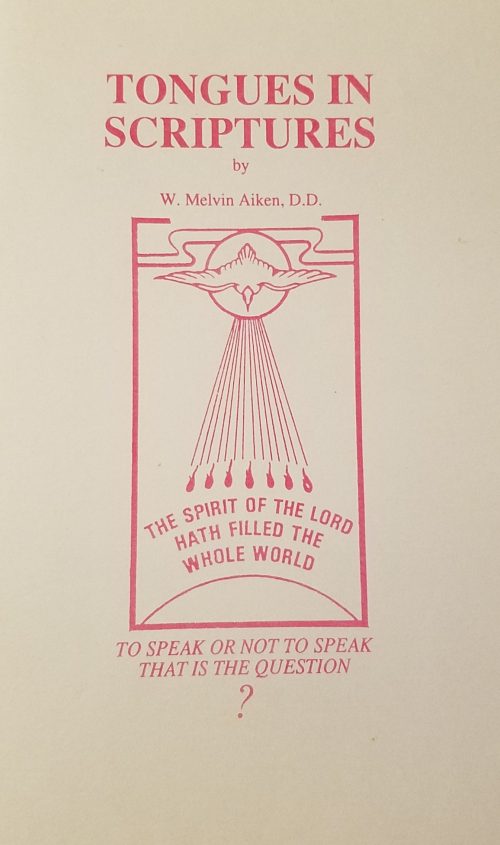 TONGUES IN
SCRIPTURES
by
W. Melvin Aiken, D.D.
THE SPIRIT OF THE LORD
HATH FILLED THE
WHOLE WORLD
TO SPEAK OR NOT TO SPEAK
THAT IS THE QUESTION
?